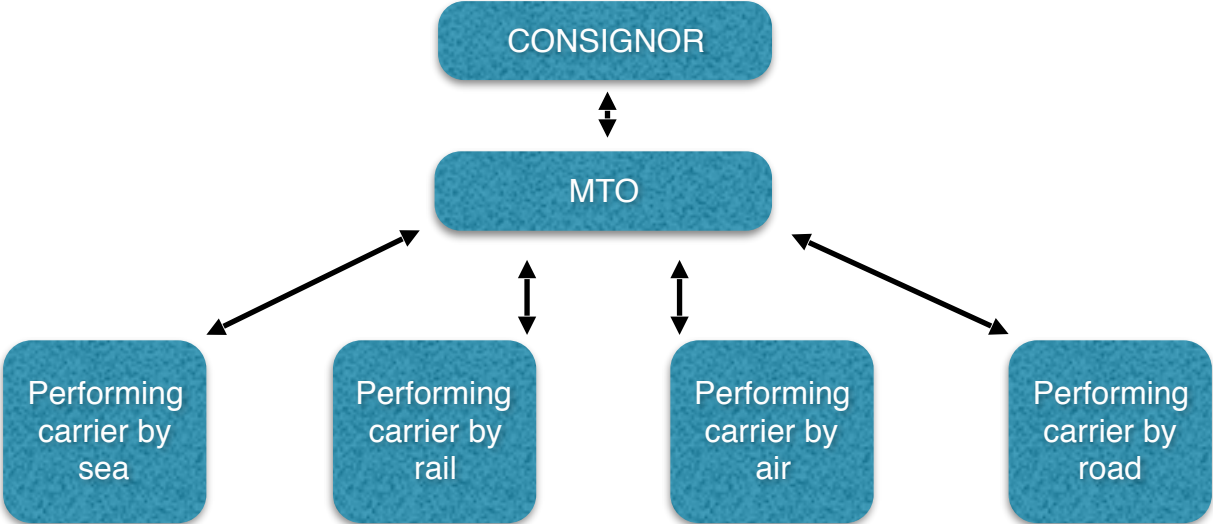 CONSIGNOR
MTO
Performing
carrier by
sea
Performing
carrier by
rail
Performing
carrier by
air
Performing
carrier by
road